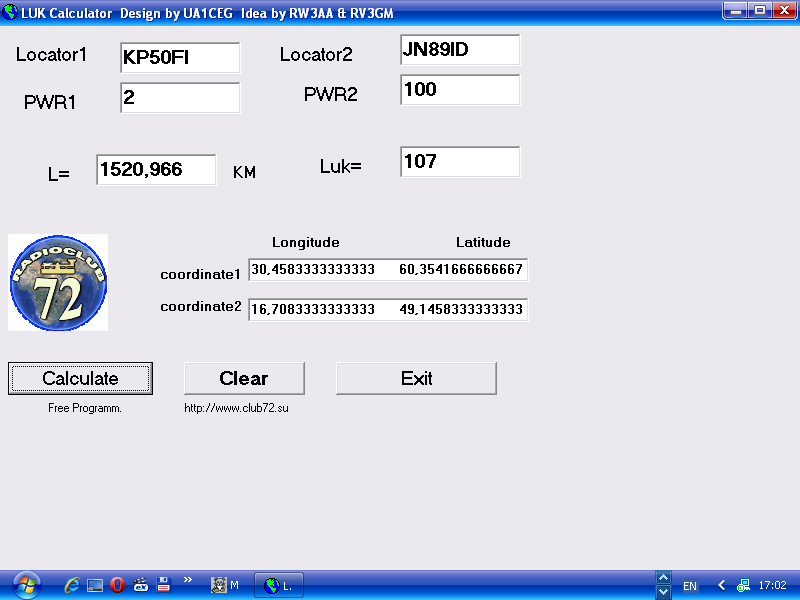 LUK Calculator  Design by UA1CEG  Idea by RW3AA & RV3GM
Locator1 KP50FI Locator2 JN89ID
PWR1 2 PWR2 100
L= 1520,966 KM Luk= 107
Longitude Latitude
coordinate1 30,4583333333333 60,3541666666667
coordinate2 16,7083333333333 49,1458333333333
RADIOCLUB
72
Calculate Clear Exit
Free Programm. http://www.club72.su
» M L. EN 17:02